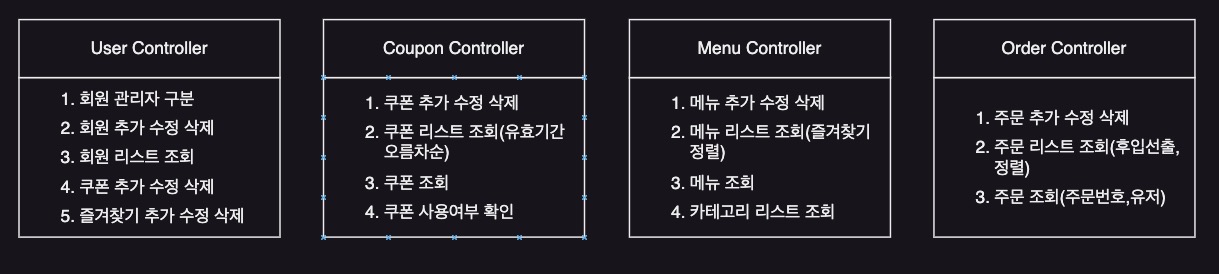 User Controller
1. 회원 관리자 구분
2. 회원 추가 수정 삭제
3. 회원 리스트 조회
4. 쿠폰 추가 수정 삭제
5. 즐겨찾기 추가 수정 삭제
Coupon Controller
1. 쿠폰 추가 수정 삭제
2. 쿠폰 리스트 조회(유효기간
오름차순)
3. 쿠폰 조회
4. 쿠폰 사용여부 확인
Menu Controller
1. 메뉴 추가 수정 삭제
2. 메뉴 리스트 조회(즐겨찾기
정렬)
3. 메뉴 조회
4. 카테고리 리스트 조회
Order Controller
1. 주문 추가 수정 삭제
2. 주문 리스트 조회(후입선출,
정렬)
3. 주문 조회(주문번호,유저)